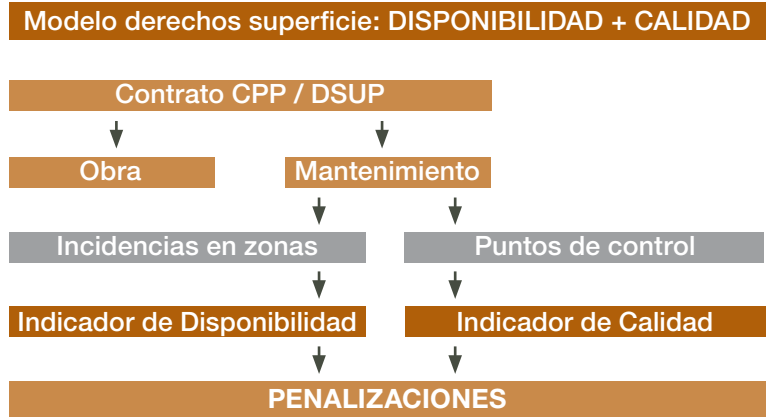 Modelo derechos superficie: DISPONIBILIDAD + CALIDAD
Contrato CPP / DSUP
Obra
Mantenimiento
Incidencias en zonas
Puntos de control
Indicador de Disponibilidad
Indicador de Calidad
PENALIZACIONES